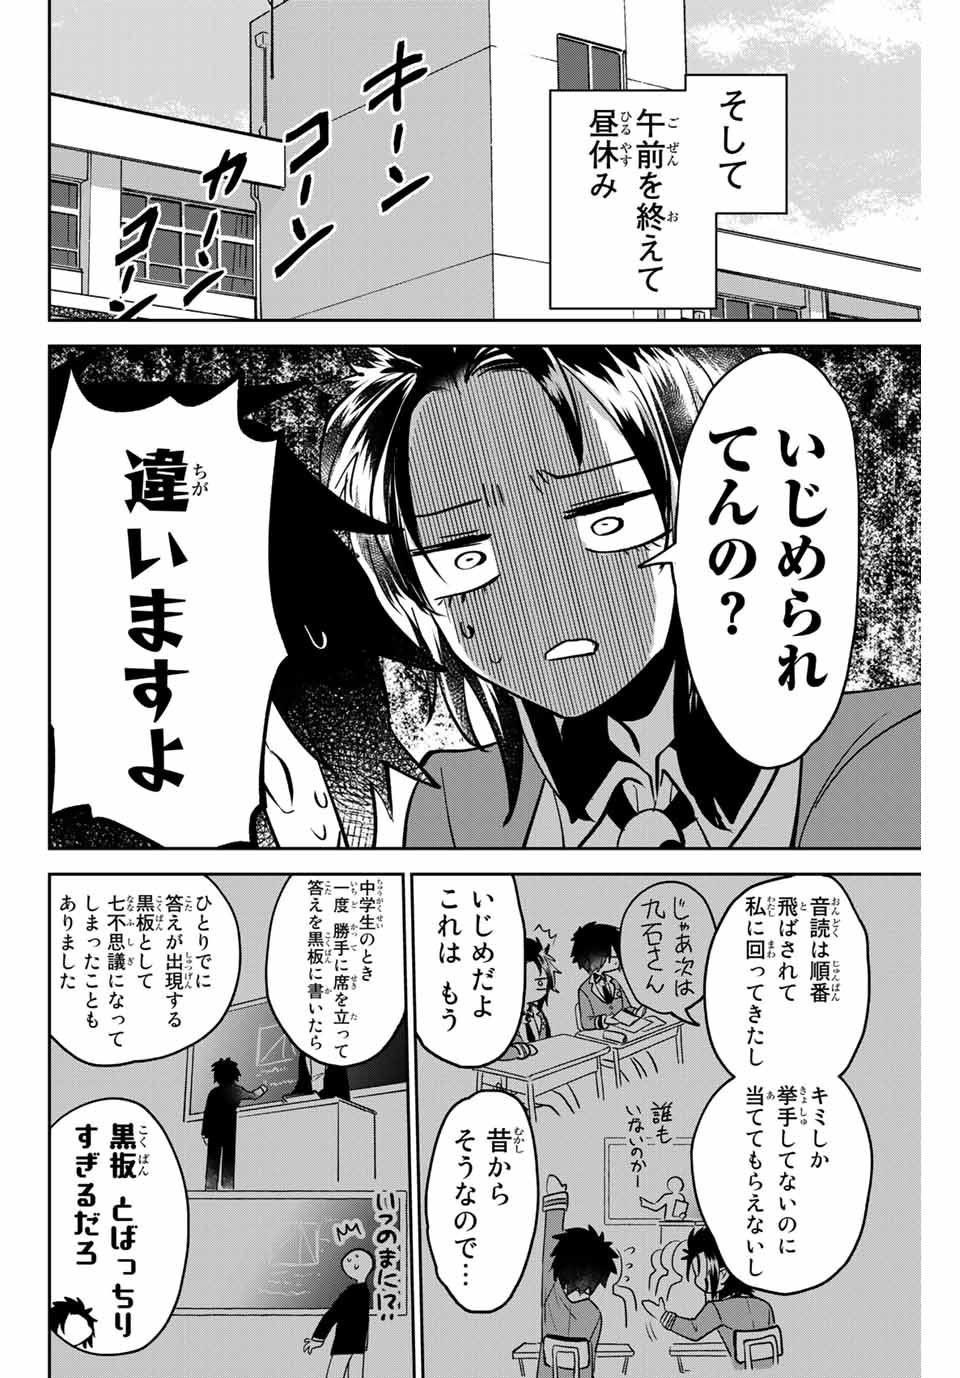 そして
午前を終えて
昼休み
キーン
コーン
カーン
コーン
いじめられ
てんの?
違いますよ
音読は順番
飛ばされて
私に回ってきたし
キミしか
挙手してないのに
当ててもらえないし
じゃあ次は
九石さん
誰も
いないのかー
いじめだよ
これは もう
昔から
そうなので…
中学生のとき
一度 勝手に席を立って
答えを黒板に書いたら
ひとりでに
答えが出現する
黒板として
七不思議になって
しまったことも
ありました
いつのまに!?
黒板 とばっちり
すぎるだろ